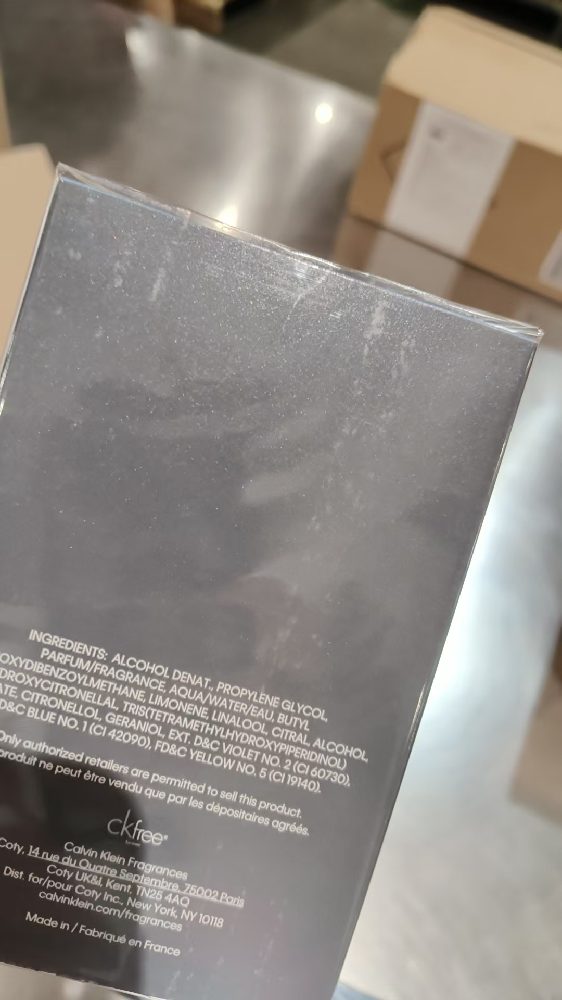 INGREDIENTS: ALCOHOL DENAT., PROPYLENE GLYCOL,
PARFUM/FRAGRANCE, AQUA/WATER/EAU, BUTYL
OXYDIBENZOYLMETHANE, LIMONENE, LINALOOL, CITRAL, ALCOHOL,
DROXYCITRONELLAL, TRIS(TETRAMETHYLHYDROXYPIPERIDINOL)
ATE, CITRONELLOL, GERANIOL, EXT. D&C VIOLET NO. 2 (CI 60730),
D&C BLUE NO. 1 (CI 42090), FD&C YELLOW NO. 5 (CI 19140).
Only authorized retailers are permitted to sell this product.
produit ne peut être vendu que par les dépositaires agréés.
ckfree®
Calvin Klein Fragrances
Coty, 14 rue du Quatre Septembre, 75002 Paris
Coty UK&I, Kent, TN25 4AQ
Dist. for/pour Coty Inc., New York, NY 10118
calvinklein.com/fragrances
Made in / Fabriqué en France